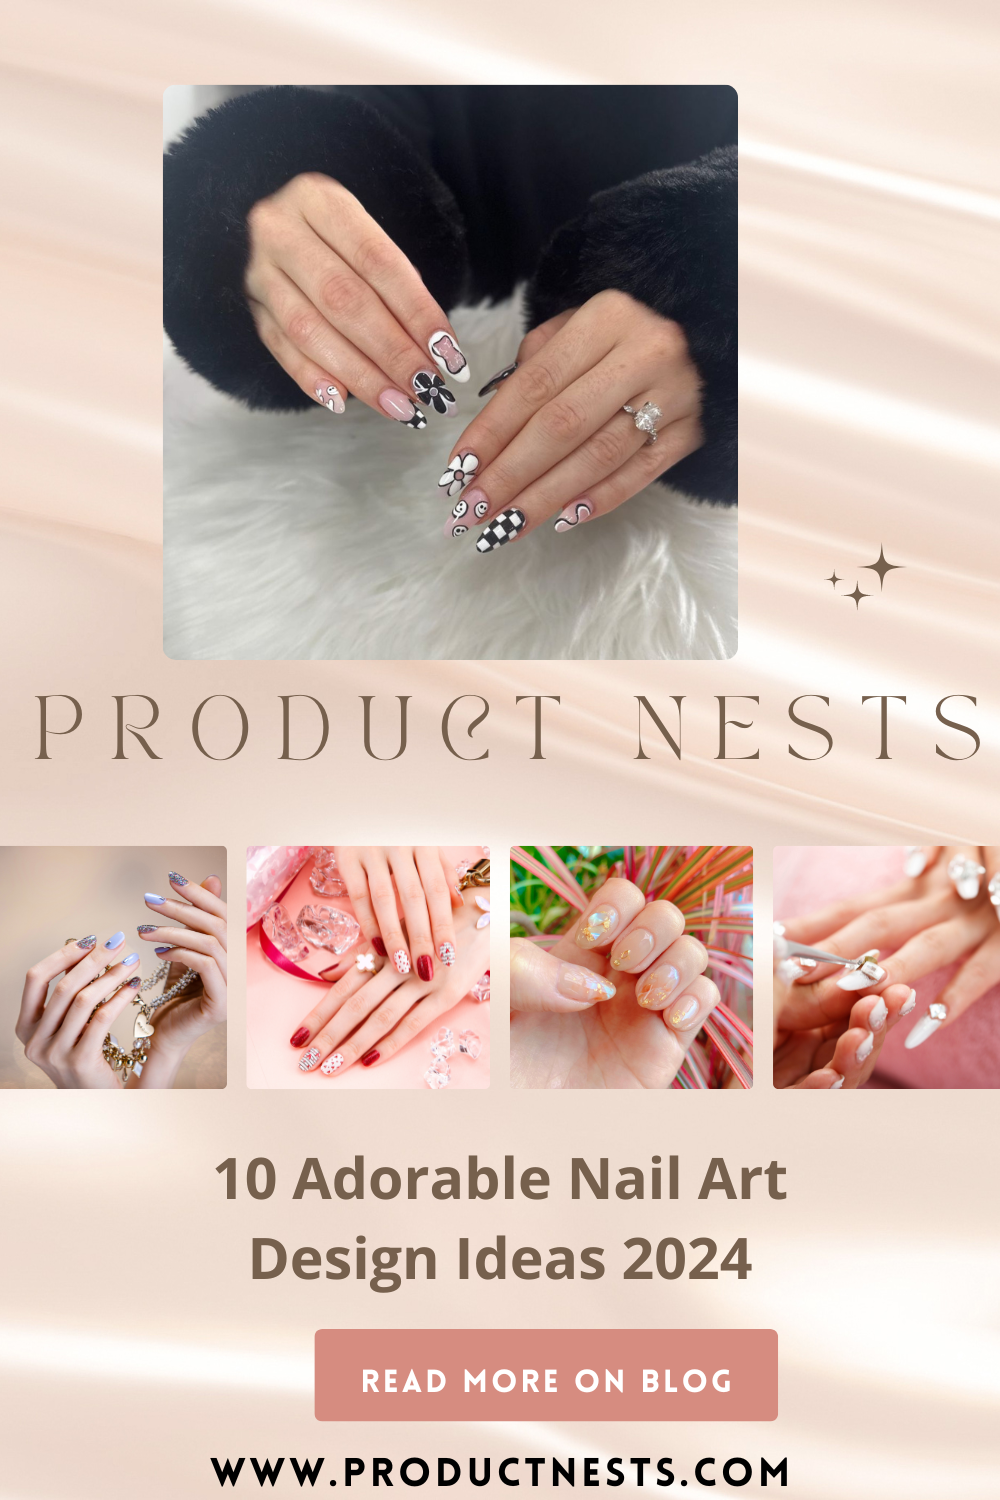 PRODUCT NESTS
10 Adorable Nail Art
Design Ideas 2024
READ MORE ON BLOG
WWW.PRODUCTNESTS.COM